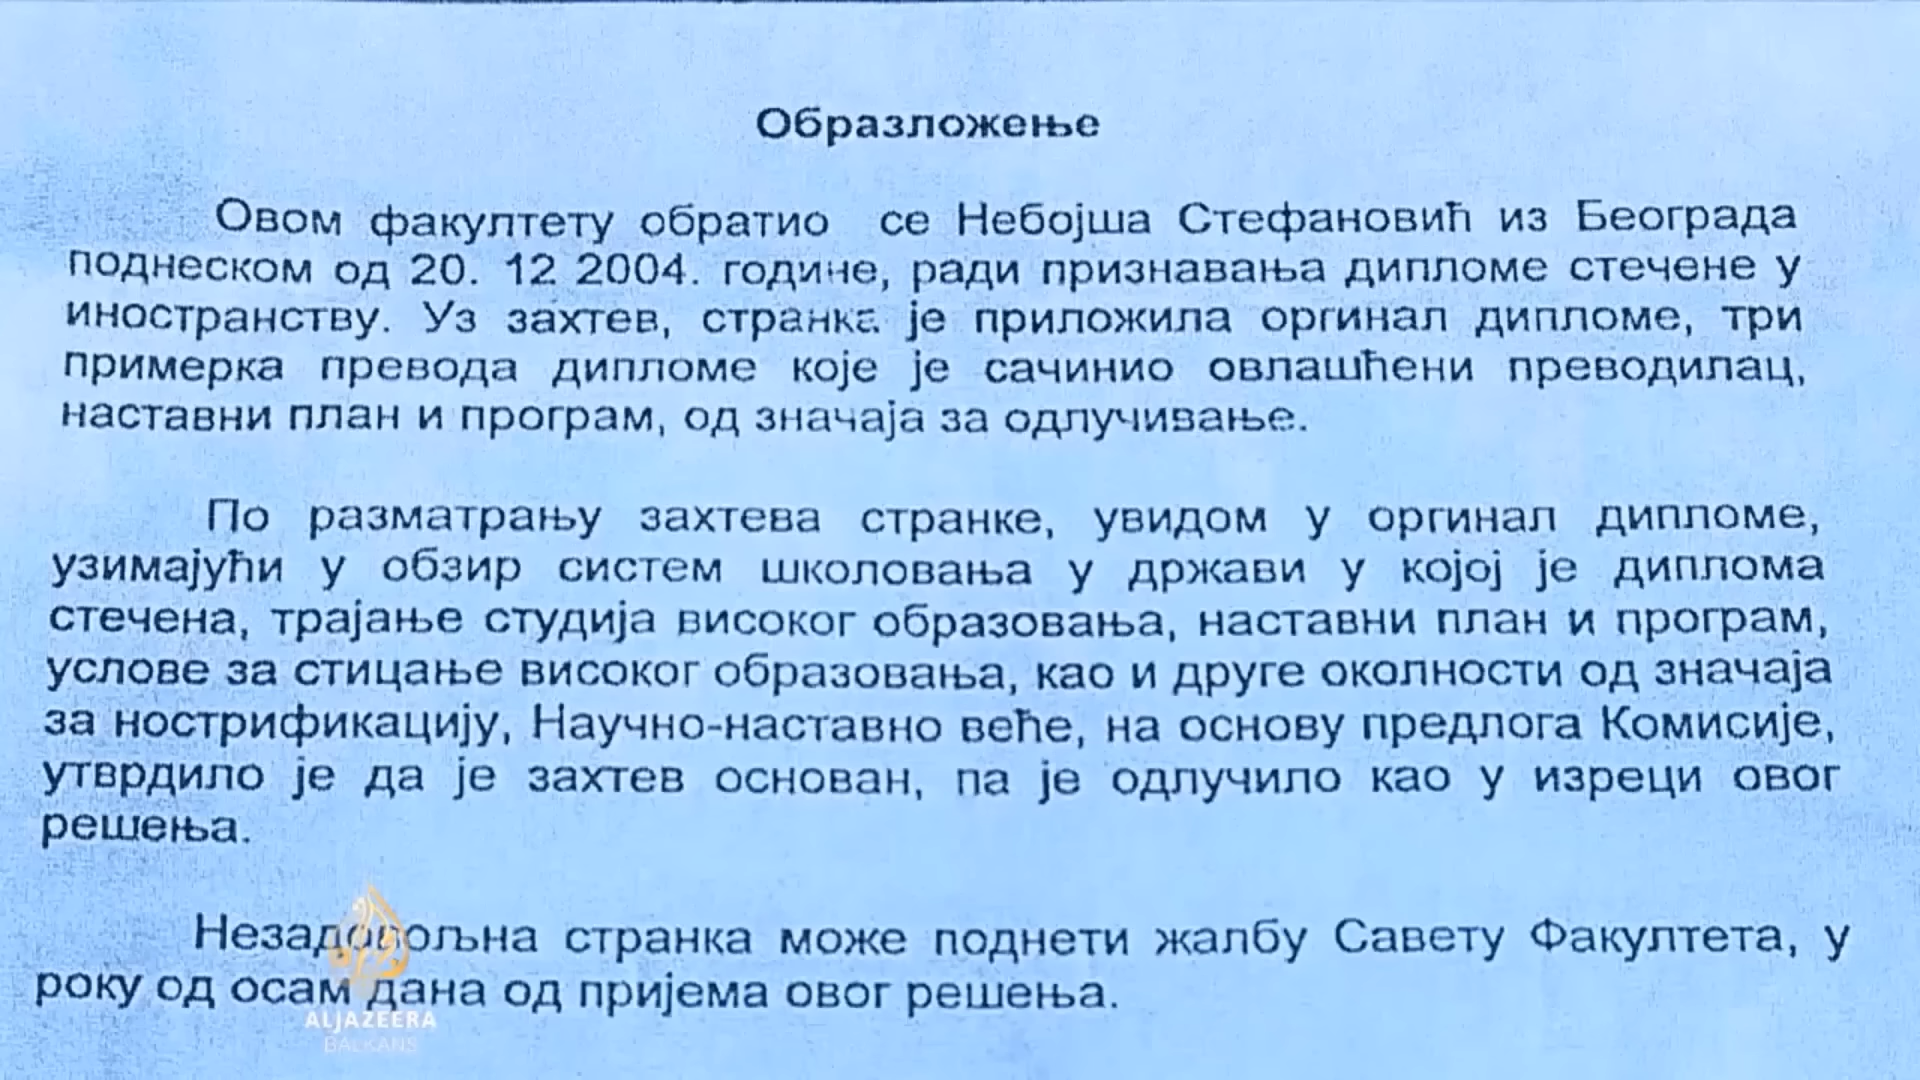 Образложење
Овом факултету обратио се Небојша Стефановић из Београда
поднеском од 20. 12 2004. године, ради признавања дипломе стечене у
иностранству. Уз захтев, странка је приложила оргинал дипломе, три
примерка превода дипломе које је сачинио овлашћени преводилац,
наставни план и програм, од значаја за одлучивање.
По разматрању захтева странке, увидом у оргинал дипломе,
узимајући у обзир систем школовања у држави у којој је диплома
стечена, трајање студија високог образовања, наставни план и програм,
услове за стицање високог образовања, као и друге околности од значаја
за нострификацију, Научно-наставно веће, на основу предлога Комисије,
утврдило је да је захтев основан, па је одлучило као у изреци овог
решења.
Незадовољна странка може поднети жалбу Савету Факултета, у
року од осам дана од пријема овог решења.
ALJAZEERA
BALKANS